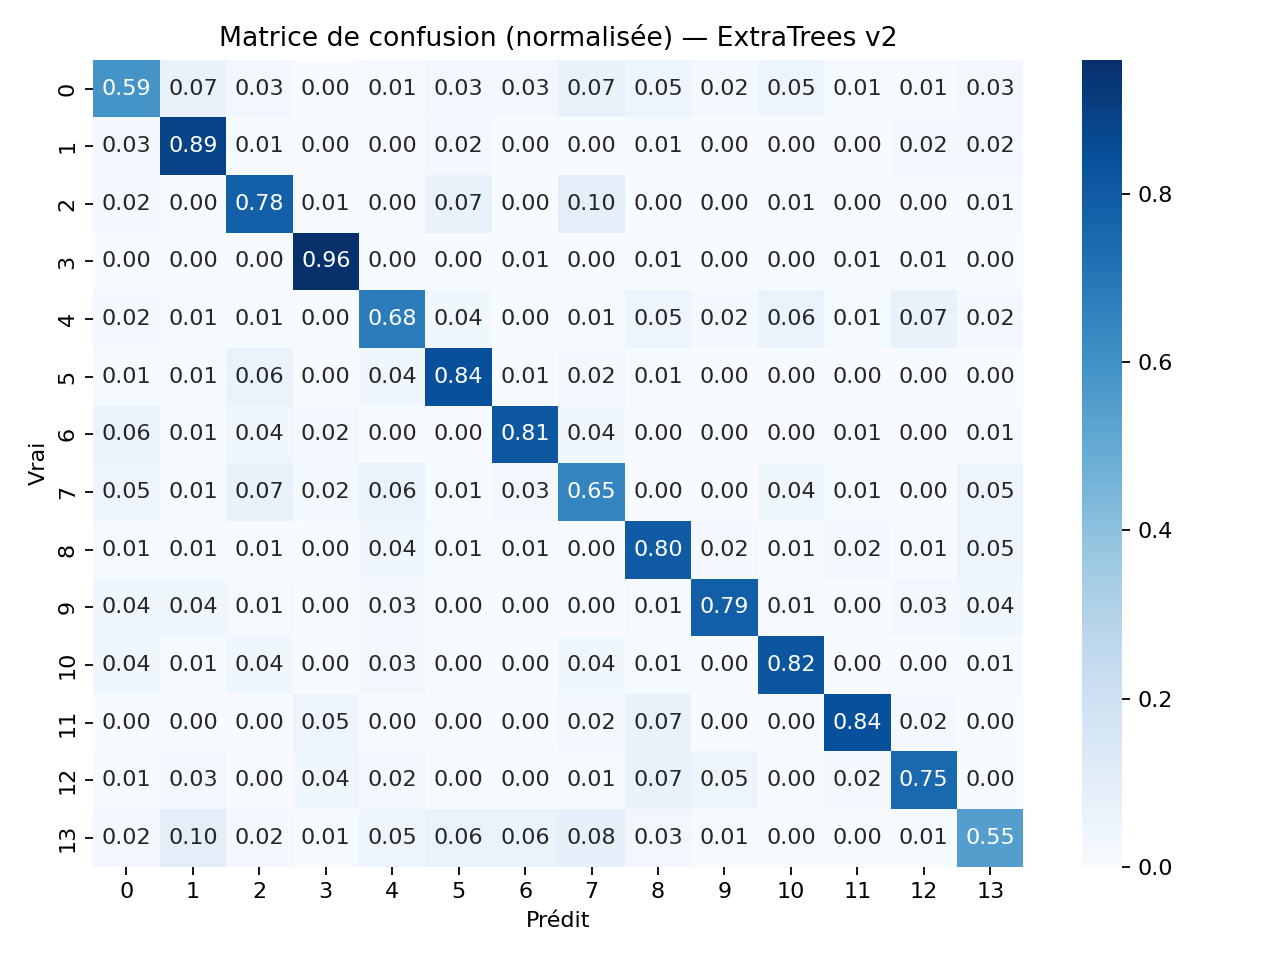 Matrice de confusion (normalisée) — ExtraTrees v2
0 0.59 0.07 0.03 0.00 0.01 0.03 0.03 0.07 0.05 0.02 0.05 0.01 0.01 0.03
1 0.03 0.89 0.01 0.00 0.00 0.02 0.00 0.00 0.01 0.00 0.00 0.00 0.02 0.02
2 0.02 0.00 0.78 0.01 0.00 0.07 0.00 0.10 0.00 0.00 0.01 0.00 0.00 0.01
3 0.00 0.00 0.00 0.96 0.00 0.00 0.01 0.00 0.01 0.00 0.00 0.01 0.01 0.00
4 0.02 0.01 0.01 0.00 0.68 0.04 0.00 0.01 0.05 0.02 0.06 0.01 0.07 0.02
5 0.01 0.01 0.06 0.00 0.04 0.84 0.01 0.02 0.01 0.00 0.00 0.00 0.00 0.00
6 0.06 0.01 0.04 0.02 0.00 0.00 0.81 0.04 0.00 0.00 0.00 0.01 0.00 0.01
7 0.05 0.01 0.07 0.02 0.06 0.01 0.03 0.65 0.00 0.00 0.04 0.01 0.00 0.05
8 0.01 0.01 0.01 0.00 0.04 0.01 0.01 0.00 0.80 0.02 0.01 0.02 0.01 0.05
9 0.04 0.04 0.01 0.00 0.03 0.00 0.00 0.00 0.01 0.79 0.01 0.00 0.03 0.04
10 0.04 0.01 0.04 0.00 0.03 0.00 0.00 0.04 0.01 0.00 0.82 0.00 0.00 0.01
11 0.00 0.00 0.00 0.05 0.00 0.00 0.00 0.02 0.07 0.00 0.00 0.84 0.02 0.00
12 0.01 0.03 0.00 0.04 0.02 0.00 0.00 0.01 0.07 0.05 0.00 0.02 0.75 0.00
13 0.02 0.10 0.02 0.01 0.05 0.06 0.06 0.08 0.03 0.01 0.00 0.00 0.01 0.55
0 1 2 3 4 5 6 7 8 9 10 11 12 13
Prédit
Vrai
0.8
0.6
0.4
0.2
0.0